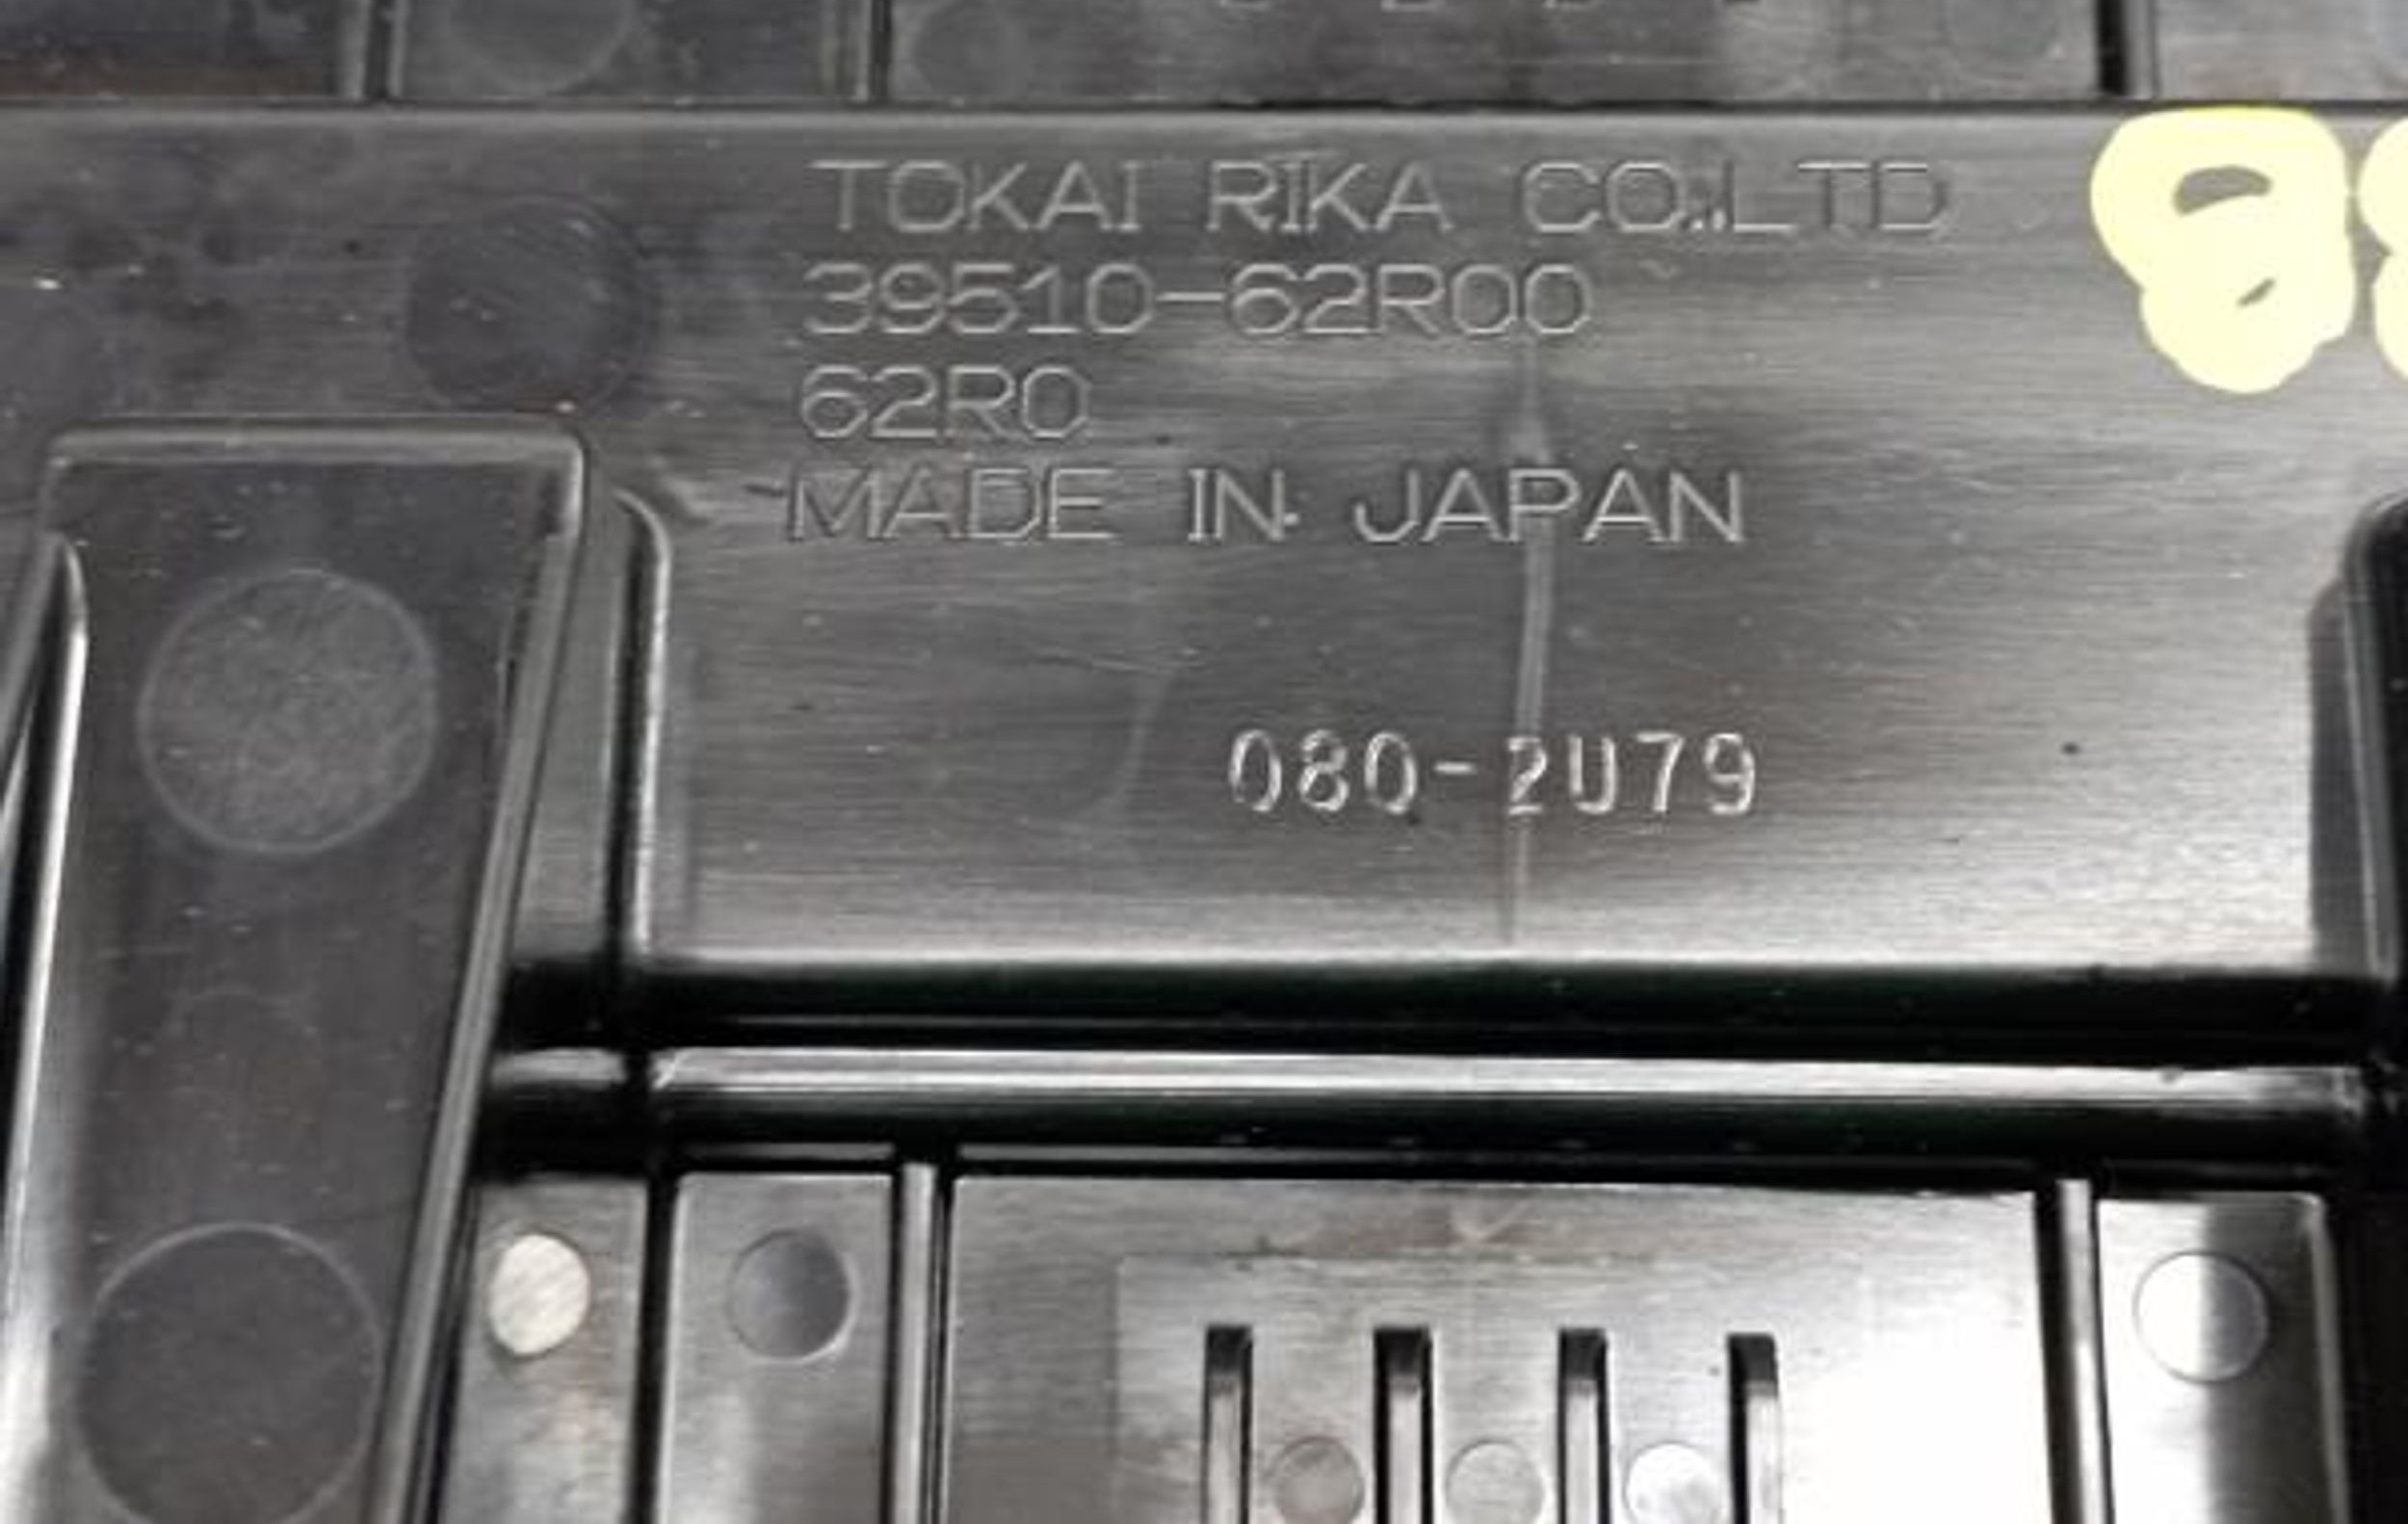 TOKAI RIKA CO.,LTD
39510-62R00
62R0
MADE IN JAPAN
080-2U79